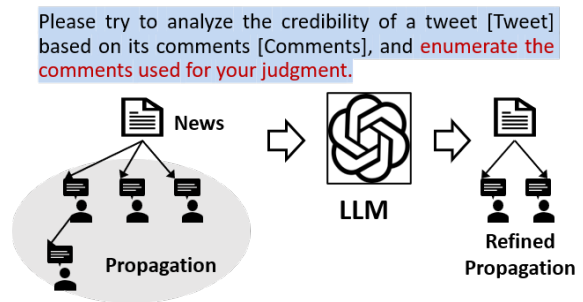 Please try to analyze the credibility of a tweet [Tweet]
based on its comments [Comments], and enumerate the
comments used for your judgment.
News
LLM
Propagation
Refined
Propagation